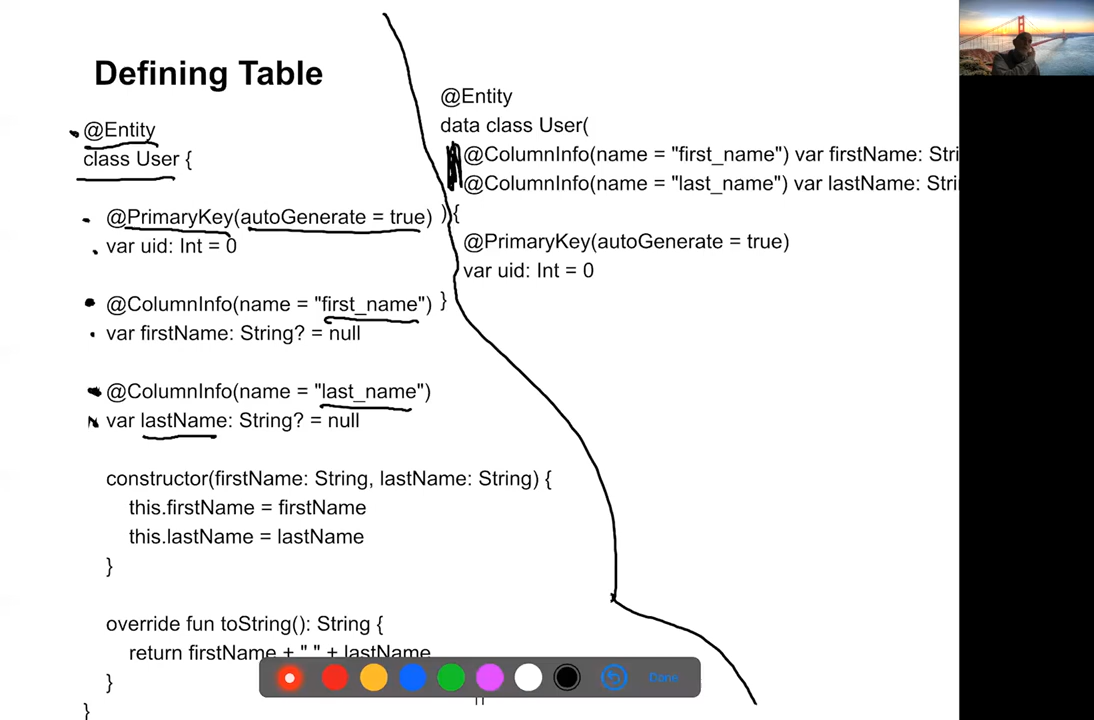 Defining Table
@Entity
class User {
@PrimaryKey(autoGenerate = true)
var uid: Int = 0
@ColumnInfo(name = "first_name")
var firstName: String? = null
@ColumnInfo(name = "last_name")
var lastName: String? = null
constructor(firstName: String, lastName: String) {
this.firstName = firstName
this.lastName = lastName
}
override fun toString(): String {
return firstName + " " + lastName
}
}
@Entity
data class User(
@ColumnInfo(name = "first_name") var firstName: Stri
@ColumnInfo(name = "last_name") var lastName: Stri
) {
@PrimaryKey(autoGenerate = true)
var uid: Int = 0
}
Done